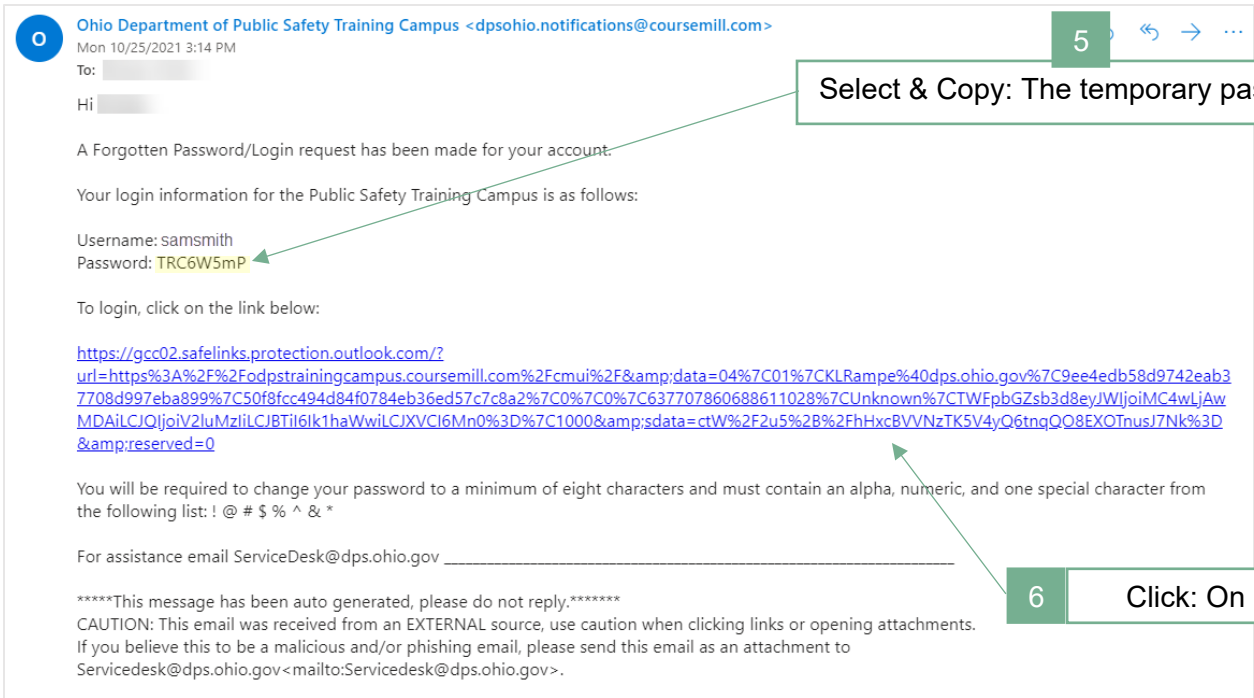 O
Ohio Department of Public Safety Training Campus <dpsohio.notifications@coursemill.com>
Mon 10/25/2021 3:14 PM
To:
5
Select & Copy: The temporary pas
Hi
A Forgotten Password/Login request has been made for your account.
Your login information for the Public Safety Training Campus is as follows:
Username: samsmith
Password: TRC6W5mP
To login, click on the link below:
https://gcc02.safelinks.protection.outlook.com/?
url=https%3A%2F%2Fodpstrainingcampus.coursemill.com%2Fcmui%2F&amp;data=04%7C01%7CKLRampe%40dps.ohio.gov%7C9ee4edb58d9742eab3
7708d997eba899%7C50f8fcc494d84f0784eb36ed57c7c8a2%7C0%7C0%7C637707860688611028%7CUnknown%7CTWFpbGZsb3d8eyJWIjoiMC4wLjAw
MDAiLCJQIjoiV2luMzIiLCJBTiI6Ik1haWwiLCJXVCI6Mn0%3D%7C1000&amp;sdata=ctW%2F2u5%2B%2FhHxcBVVNzTK5V4yQ6tnqQO8EXOTnusJ7Nk%3D
&amp;reserved=0
You will be required to change your password to a minimum of eight characters and must contain an alpha, numeric, and one special character from
the following list: ! @ # $ % ^ & *
For assistance email ServiceDesk@dps.ohio.gov ______________________________________________________________________
6
Click: On
*****This message has been auto generated, please do not reply.*******
CAUTION: This email was received from an EXTERNAL source, use caution when clicking links or opening attachments.
If you believe this to be a malicious and/or phishing email, please send this email as an attachment to
Servicedesk@dps.ohio.gov<mailto:Servicedesk@dps.ohio.gov>.